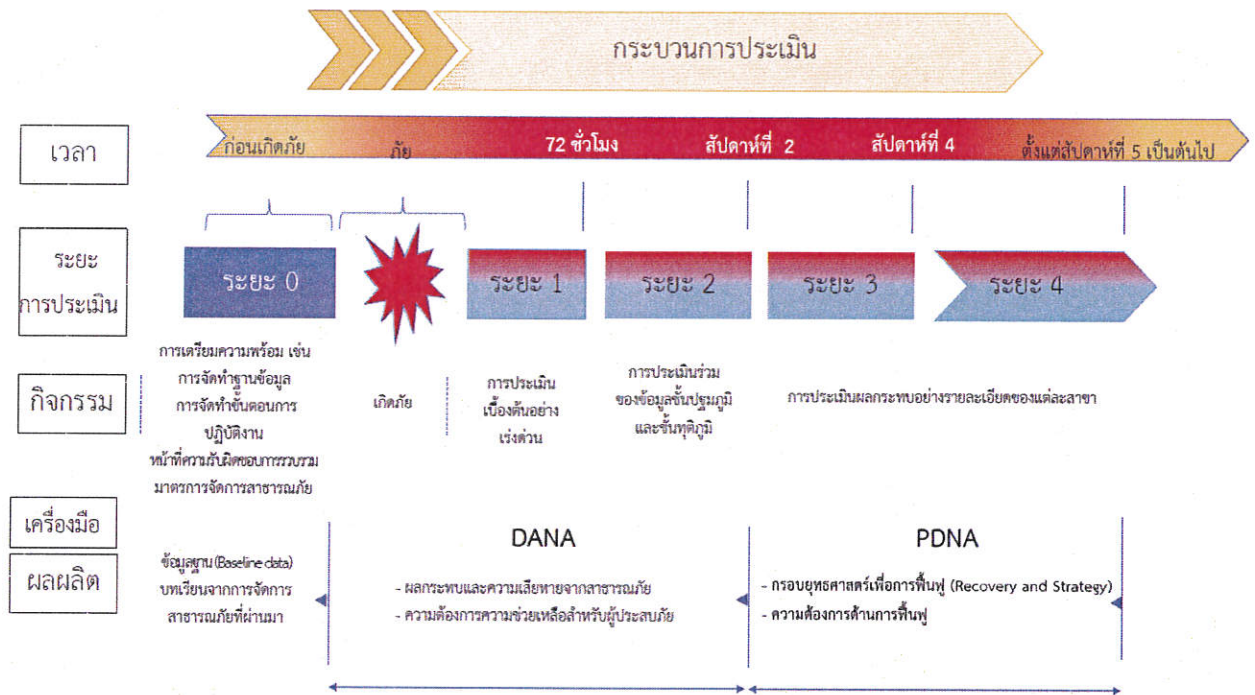 กระบวนการประเมิน
เวลา
ก่อนเกิดภัย
ภัย
72 ชั่วโมง
สัปดาห์ที่ 2
สัปดาห์ที่ 4
ตั้งแต่สัปดาห์ที่ 5 เป็นต้นไป
ระยะ
การประเมิน
ระยะ 0
ระยะ 1
ระยะ 2
ระยะ 3
ระยะ 4
กิจกรรม
การเตรียมความพร้อม เช่น
การจัดทำฐานข้อมูล
การจัดทำขั้นตอนการ
ปฏิบัติงาน
หน้าที่ความรับผิดชอบการรวบรวม
มาตรการจัดการสาธารณภัย
เกิดภัย
การประเมิน
เบื้องต้นอย่าง
เร่งด่วน
การประเมินร่วม
ของข้อมูลชั้นปฐมภูมิ
และชั้นทุติภูมิ
การประเมินผลกระทบอย่างรายละเอียดของแต่ละสาขา
เครื่องมือ
ผลผลิต
ข้อมูลฐาน (Baseline data)
บทเรียนจากการจัดการ
สาธารณภัยที่ผ่านมา
DANA
- ผลกระทบและความเสียหายจากสาธารณภัย
- ความต้องการความช่วยเหลือสำหรับผู้ประสบภัย
PDNA
- กรอบยุทธศาสตร์เพื่อการฟื้นฟู (Recovery and Strategy)
- ความต้องการด้านการฟื้นฟู